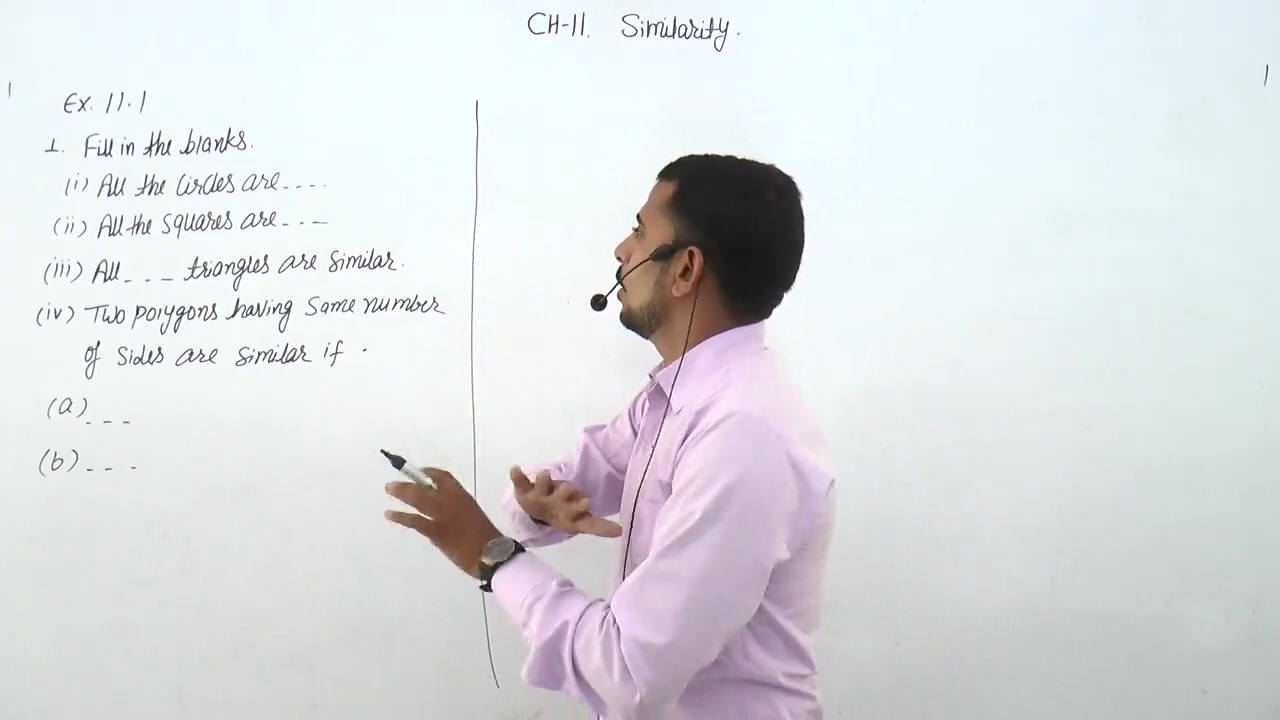 CH-11. Similarity.
Ex. 11.1
1. Fill in the blanks.
(i) All the Circles are ----
(ii) All the Squares are ---
(iii) All --- triangles are similar.
(iv) Two polygons having same number
of sides are similar if .
(a) ---
(b) ---